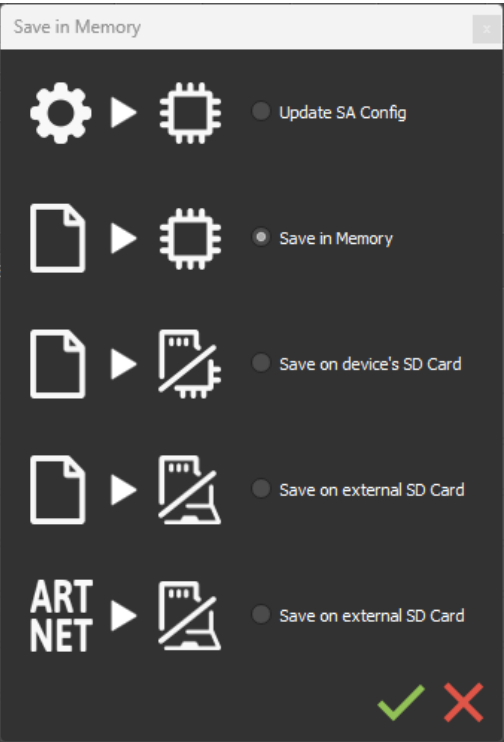 Save in Memory
x
Update SA Config
Save in Memory
Save on device's SD Card
Save on external SD Card
ART
NET
Save on external SD Card